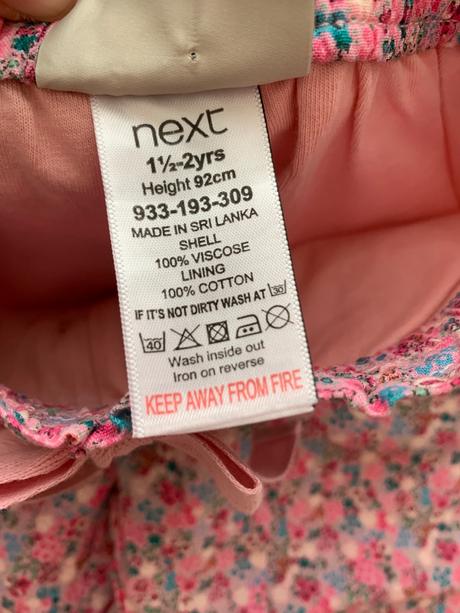 next
1½-2yrs
Height 92cm
933-193-309
MADE IN SRI LANKA
SHELL
100% VISCOSE
LINING
100% COTTON
IF IT'S NOT DIRTY WASH AT 30
40
Wash inside out
Iron on reverse
KEEP AWAY FROM FIRE